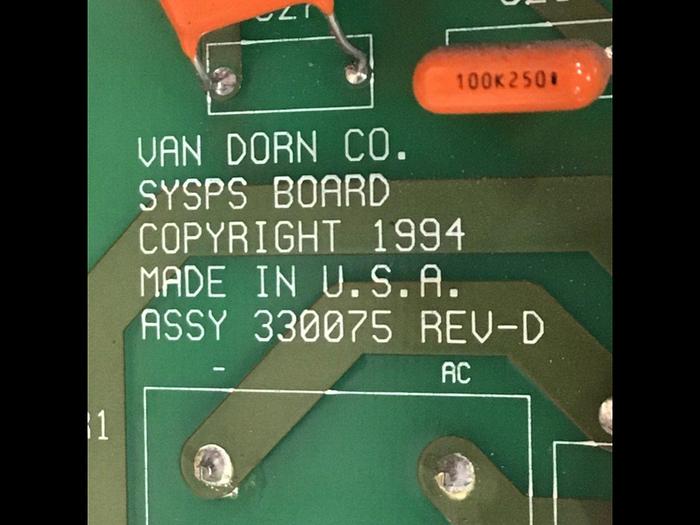 100K250
VAN DORN CO.
SYSPS BOARD
COPYRIGHT 1994
MADE IN U.S.A.
ASSY 330075 REV-D
- AC